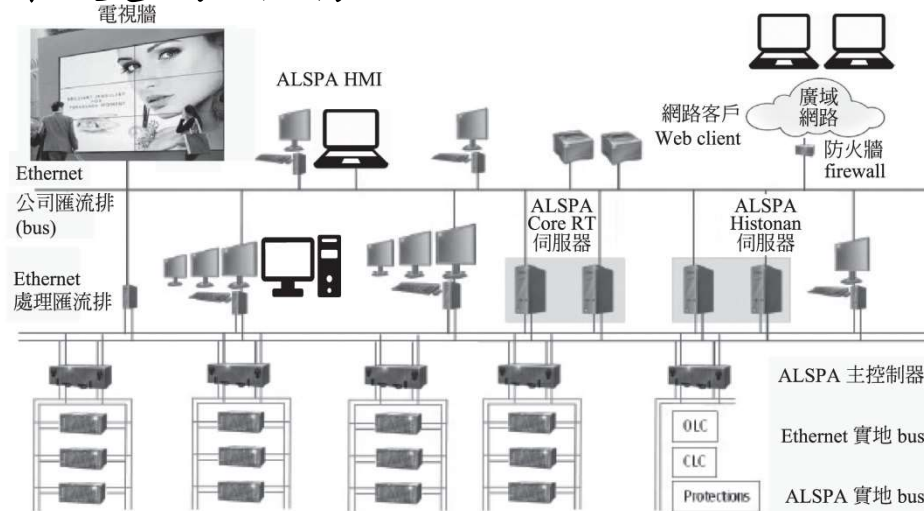 電視牆
ALSPA HMI
網路客戶
Web client
廣域
網路
防火牆
firewall
Ethernet
公司匯流排
(bus)
ALSPA
Core RT
伺服器
ALSPA
Histonan
伺服器
Ethernet
處理匯流排
ALSPA 主控制器
OLC
Ethernet 實地 bus
CLC
Protections
ALSPA 實地 bus